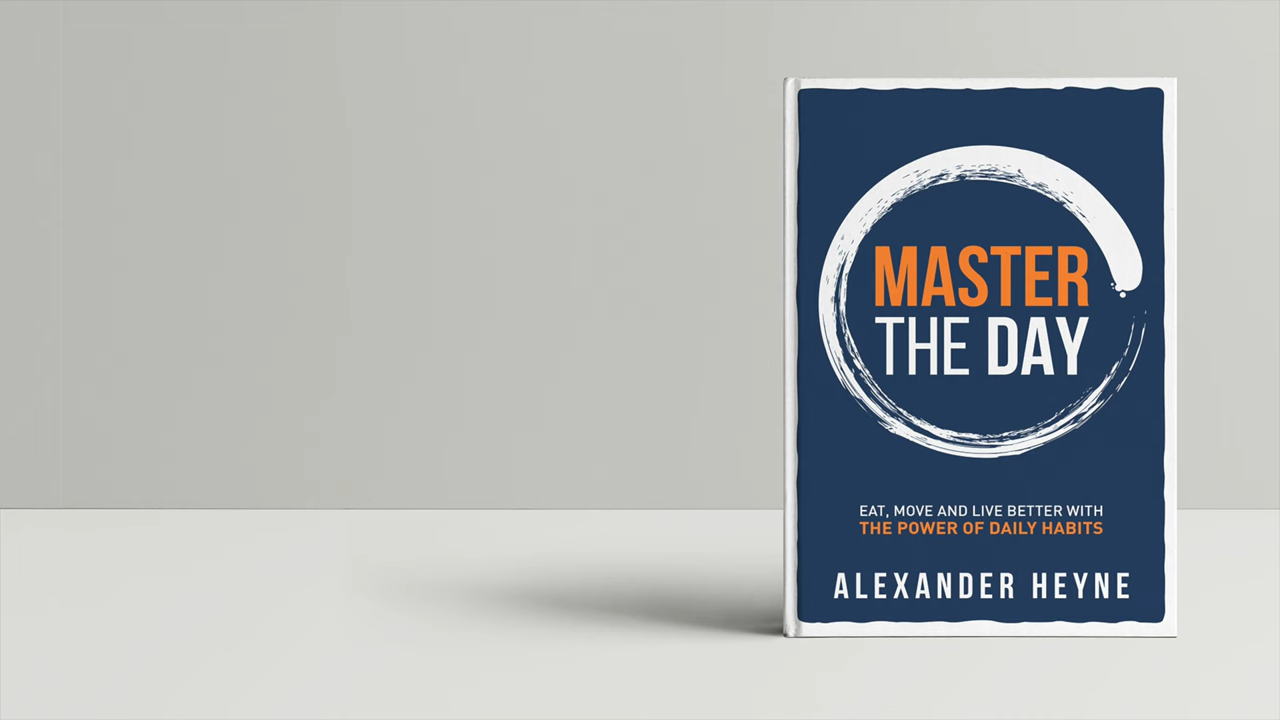 MASTER
THE DAY
EAT, MOVE AND LIVE BETTER WITH
THE POWER OF DAILY HABITS
ALEXANDER HEYNE